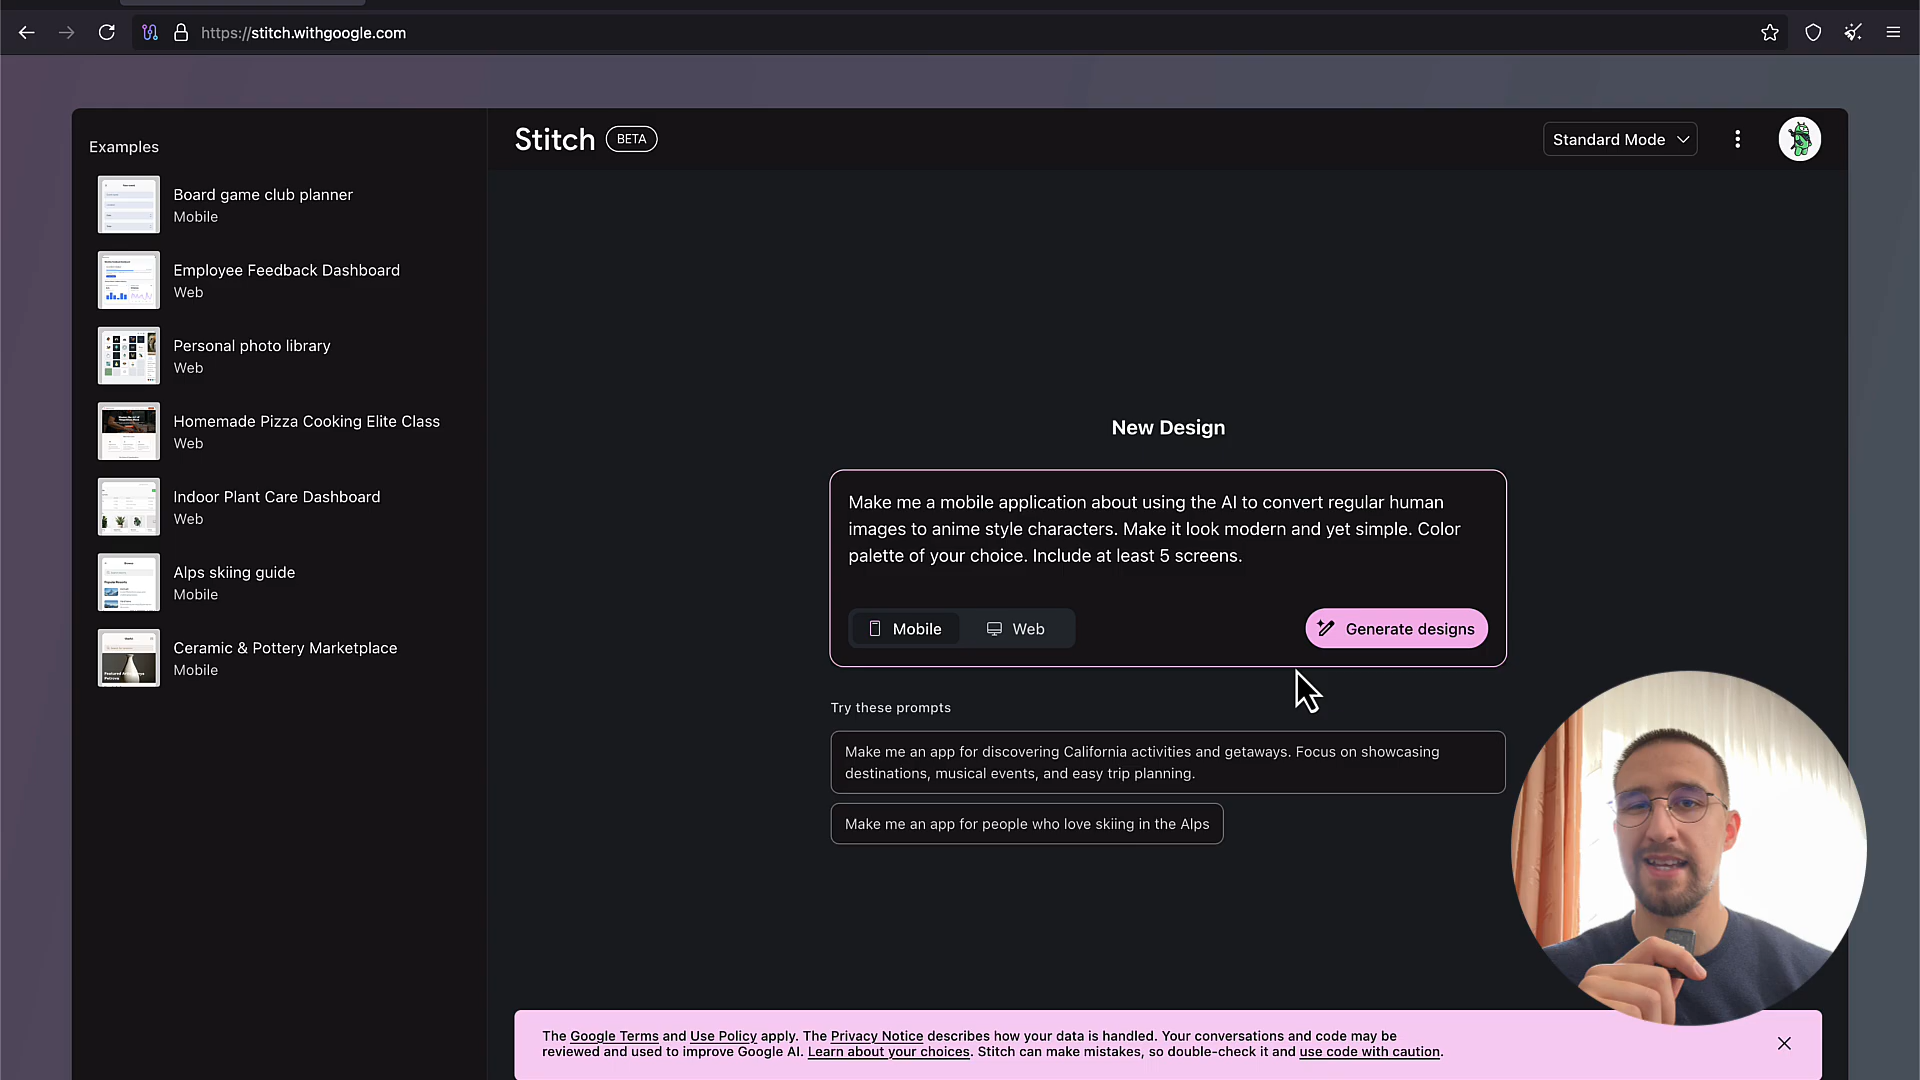 https://stitch.withgoogle.com
Examples
Board game club planner
Mobile
Employee Feedback Dashboard
Web
Personal photo library
Web
Homemade Pizza Cooking Elite Class
Web
Indoor Plant Care Dashboard
Web
Alps skiing guide
Mobile
Ceramic & Pottery Marketplace
Mobile
Stitch BETA
Standard Mode
New Design
Make me a mobile application about using the AI to convert regular human
images to anime style characters. Make it look modern and yet simple. Color
palette of your choice. Include at least 5 screens.
Mobile Web Generate designs
Try these prompts
Make me an app for discovering California activities and getaways. Focus on showcasing
destinations, musical events, and easy trip planning.
Make me an app for people who love skiing in the Alps
The Google Terms and Use Policy apply. The Privacy Notice describes how your data is handled. Your conversations and code may be
reviewed and used to improve Google AI. Learn about your choices. Stitch can make mistakes, so double-check it and use code with caution.